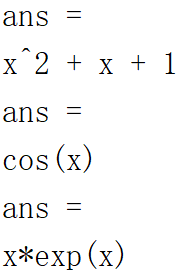 ans =
x^2 + x + 1
ans =
cos(x)
ans =
x*exp(x)